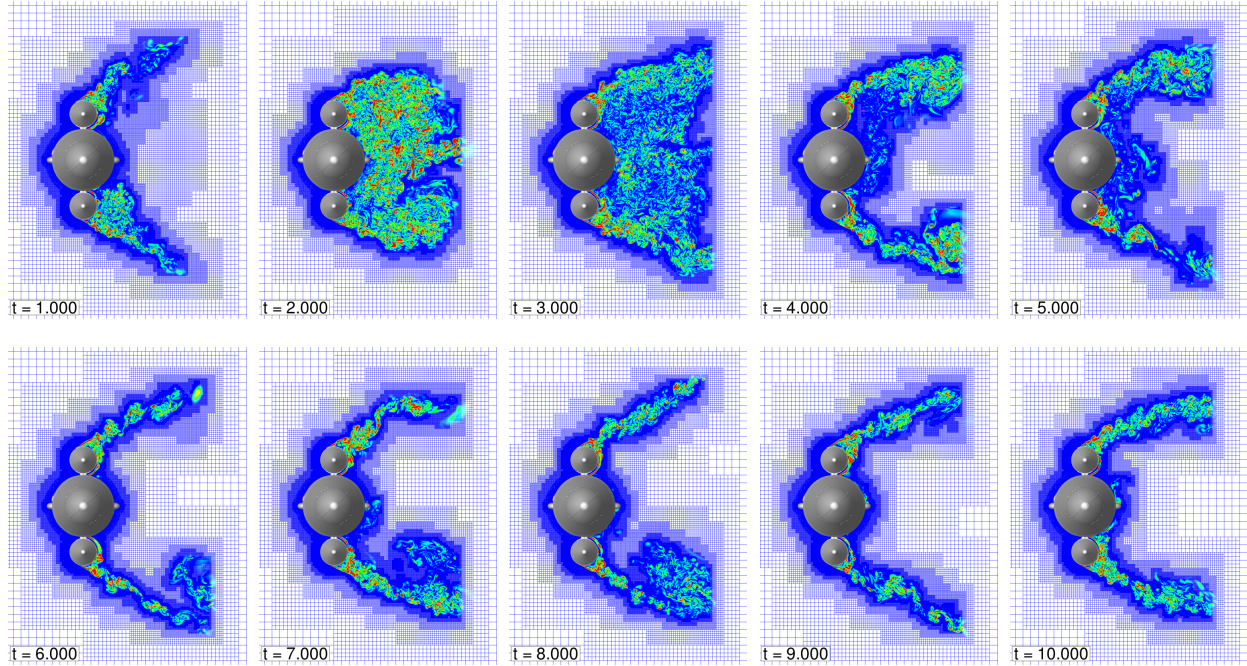 t = 1.000
t = 2.000
t = 3.000
t = 4.000
t = 5.000
t = 6.000
t = 7.000
t = 8.000
t = 9.000
t = 10.000